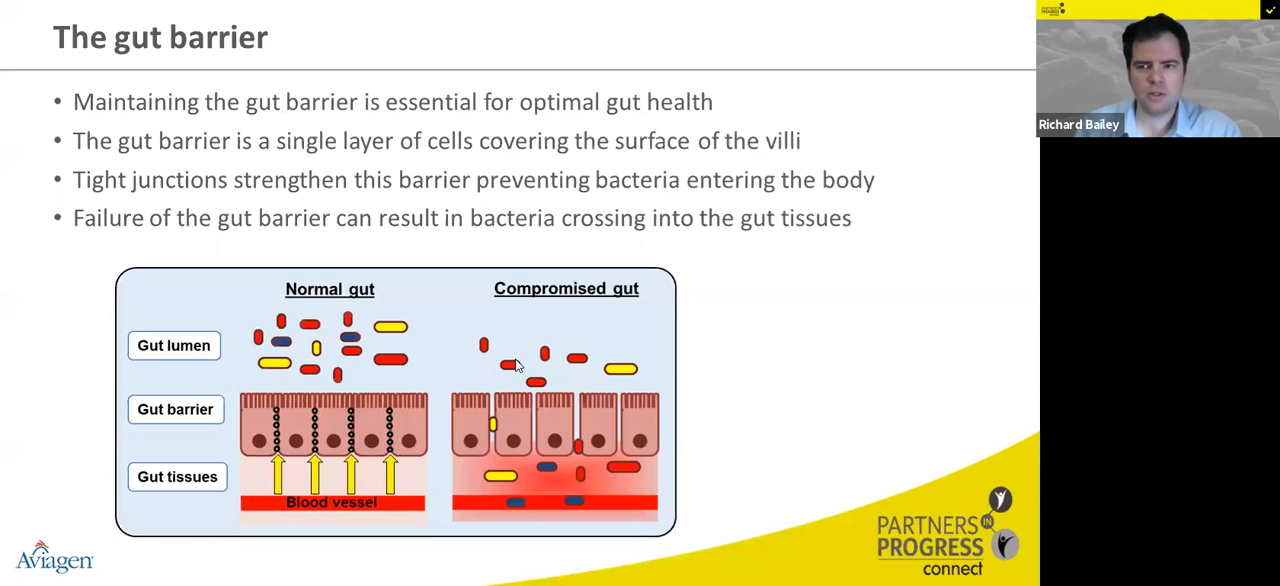 The gut barrier
• Maintaining the gut barrier is essential for optimal gut health
• The gut barrier is a single layer of cells covering the surface of the villi
• Tight junctions strengthen this barrier preventing bacteria entering the body
• Failure of the gut barrier can result in bacteria crossing into the gut tissues
Normal gut
Compromised gut
Gut lumen
Gut barrier
Gut tissues
Blood vessel
Aviagen
PARTNERS
IN
PROGRESS
connect
Richard Bailey